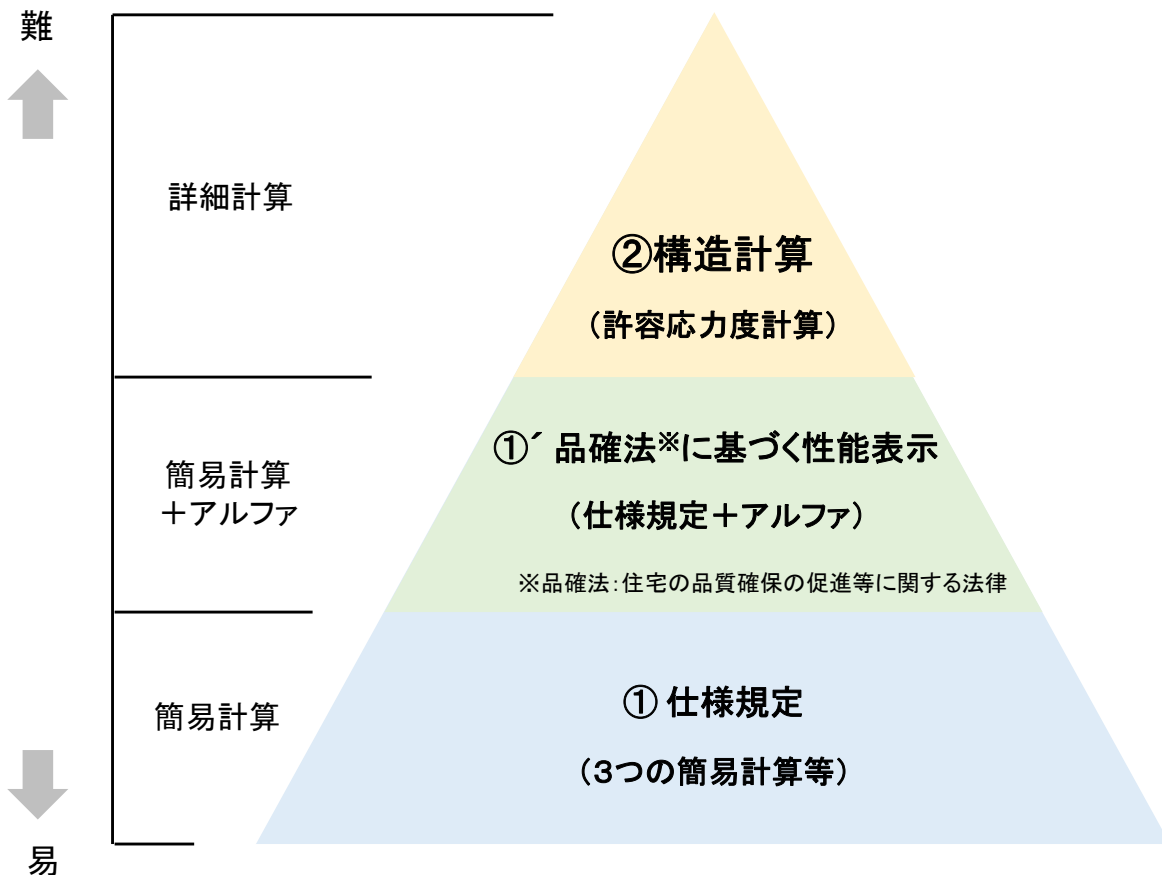 難
詳細計算
②構造計算
（許容応力度計算）
簡易計算
＋アルファ
①´ 品確法※に基づく性能表示
（仕様規定＋アルファ）
※品確法：住宅の品質確保の促進等に関する法律
簡易計算
① 仕様規定
（３つの簡易計算等）
易